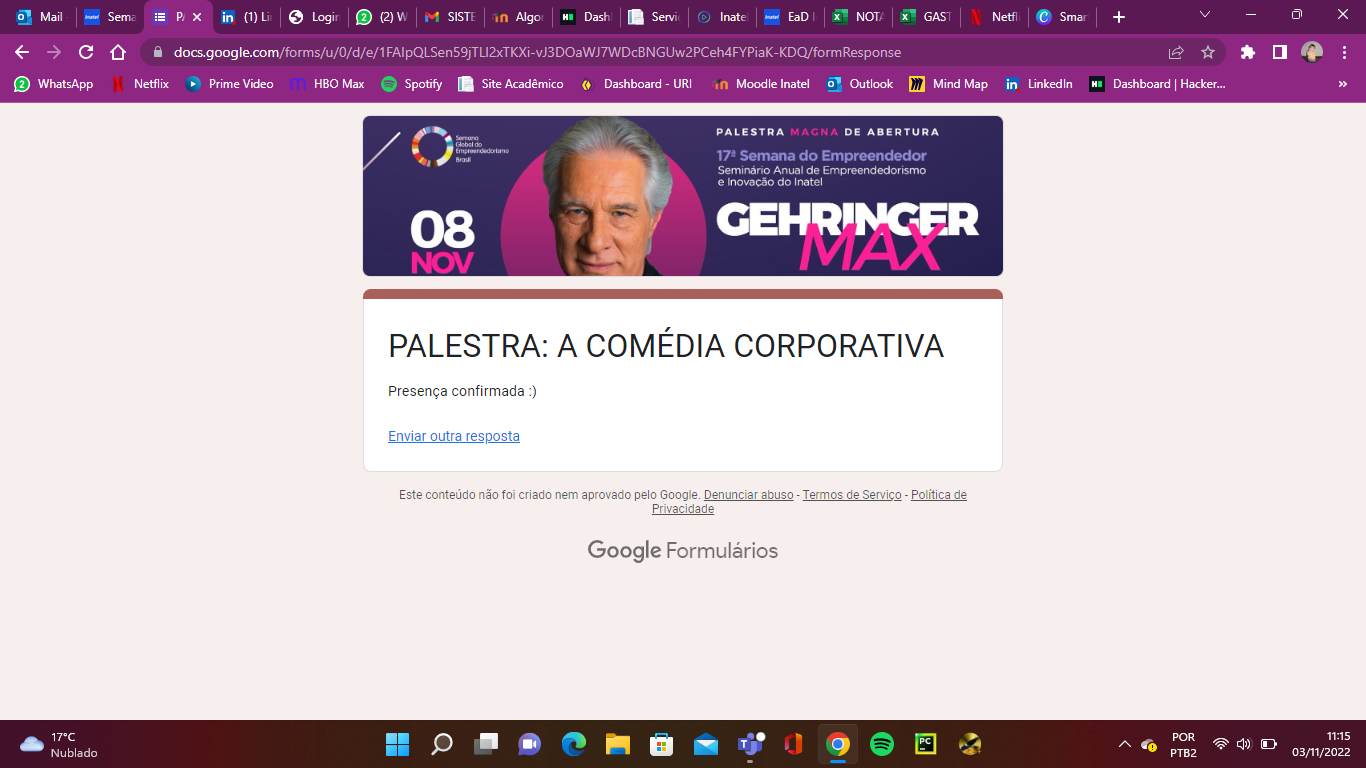 Mail
Sema
PA
(1) Li
Login
(2) W
SISTE
Algor
Dash
Servi
Inatel
EaD
NOTA
GAST
Netfli
Smar
docs.google.com/forms/u/0/d/e/1FAIpQLSen59jTLI2xTKXi-vJ3DOaWJ7WDcBNGUw2PCeh4FYPiaK-KDQ/formResponse
WhatsApp
Netflix
Prime Video
HBO Max
Spotify
Site Acadêmico
Dashboard - URI
Moodle Inatel
Outlook
Mind Map
LinkedIn
Dashboard | Hacker...
Semana
Global do
Empreendedorismo
Brasil
08
NOV
PALESTRA MAGNA DE ABERTURA
17ª Semana do Empreendedor
Seminário Anual de Empreendedorismo
e Inovação do Inatel
GEHRINGER
MAX
PALESTRA: A COMÉDIA CORPORATIVA
Presença confirmada :)
Enviar outra resposta
Este conteúdo não foi criado nem aprovado pelo Google. Denunciar abuso - Termos de Serviço - Política de
Privacidade
Google Formulários
17°C
Nublado
POR
PTB2
11:15
03/11/2022